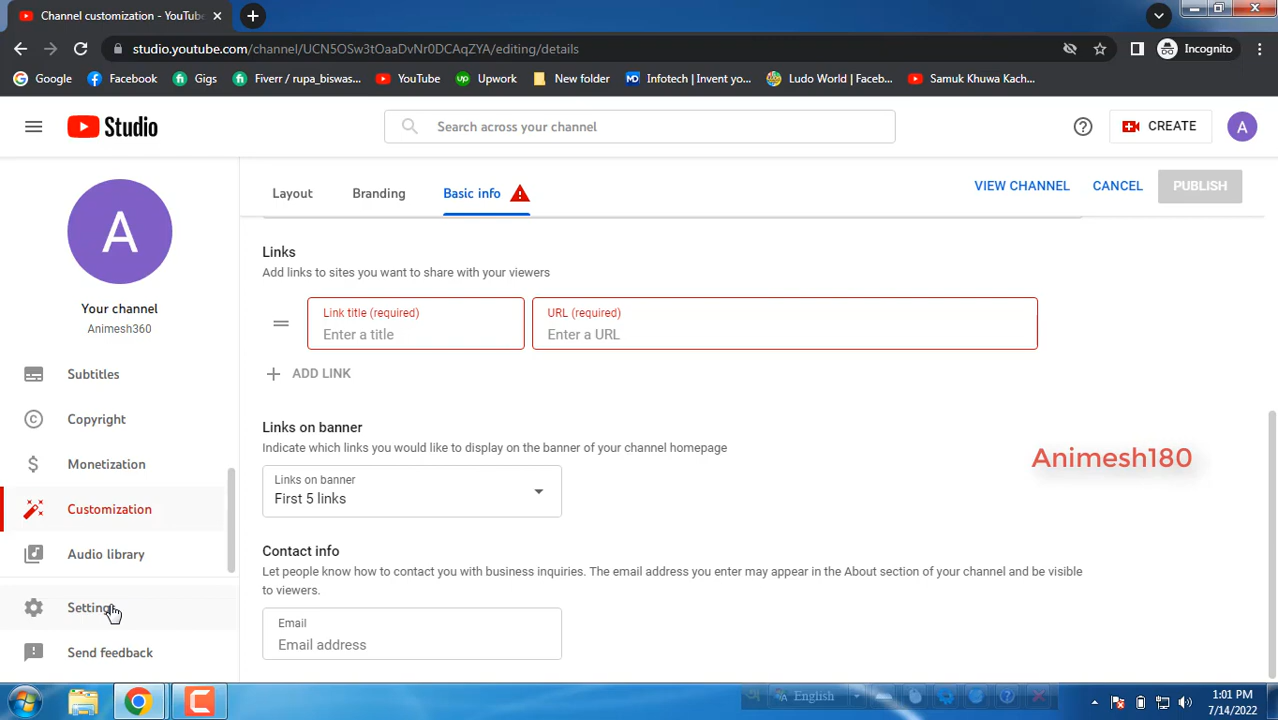 Channel customization - YouTube
studio.youtube.com/channel/UCN5OSw3tOaaDvNr0DCAqZYA/editing/details
Incognito
Google
Facebook
Gigs
Fiverr / rupa_biswas...
YouTube
Upwork
New folder
Infotech | Invent yo...
Ludo World | Faceb...
Samuk Khuwa Kach...
Studio
Search across your channel
CREATE
A
A
Your channel
Animesh360
Subtitles
Copyright
Monetization
Customization
Audio library
Settings
Send feedback
Layout
Branding
Basic info
VIEW CHANNEL
CANCEL
PUBLISH
Links
Add links to sites you want to share with your viewers
Link title (required)
Enter a title
URL (required)
Enter a URL
ADD LINK
Links on banner
Indicate which links you would like to display on the banner of your channel homepage
Links on banner
First 5 links
Animesh180
Contact info
Let people know how to contact you with business inquiries. The email address you enter may appear in the About section of your channel and be visible
to viewers.
Email
Email address
English
1:01 PM
7/14/2022